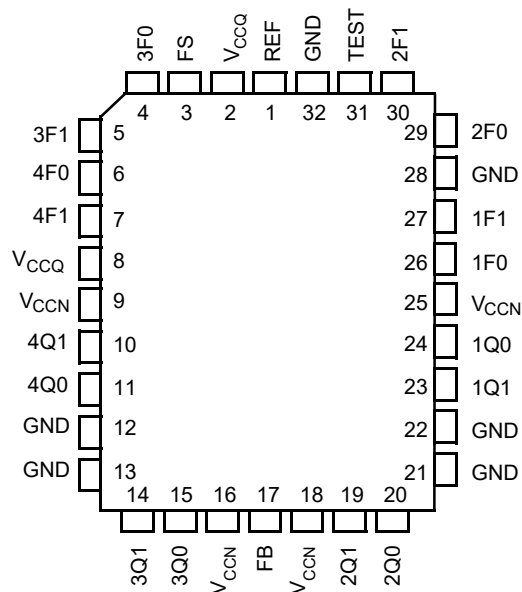 3F0 FS VCCQ REF GND TEST 2F1
4 3 2 1 32 31 30
3F1 5 29 2F0
4F0 6 28 GND
4F1 7 27 1F1
VCCQ 8 26 1F0
VCCN 9 25 VCCN
4Q1 10 24 1Q0
4Q0 11 23 1Q1
GND 12 22 GND
GND 13 21 GND
14 15 16 17 18 19 20
3Q1 3Q0 VCCN FB VCCN 2Q1 2Q0